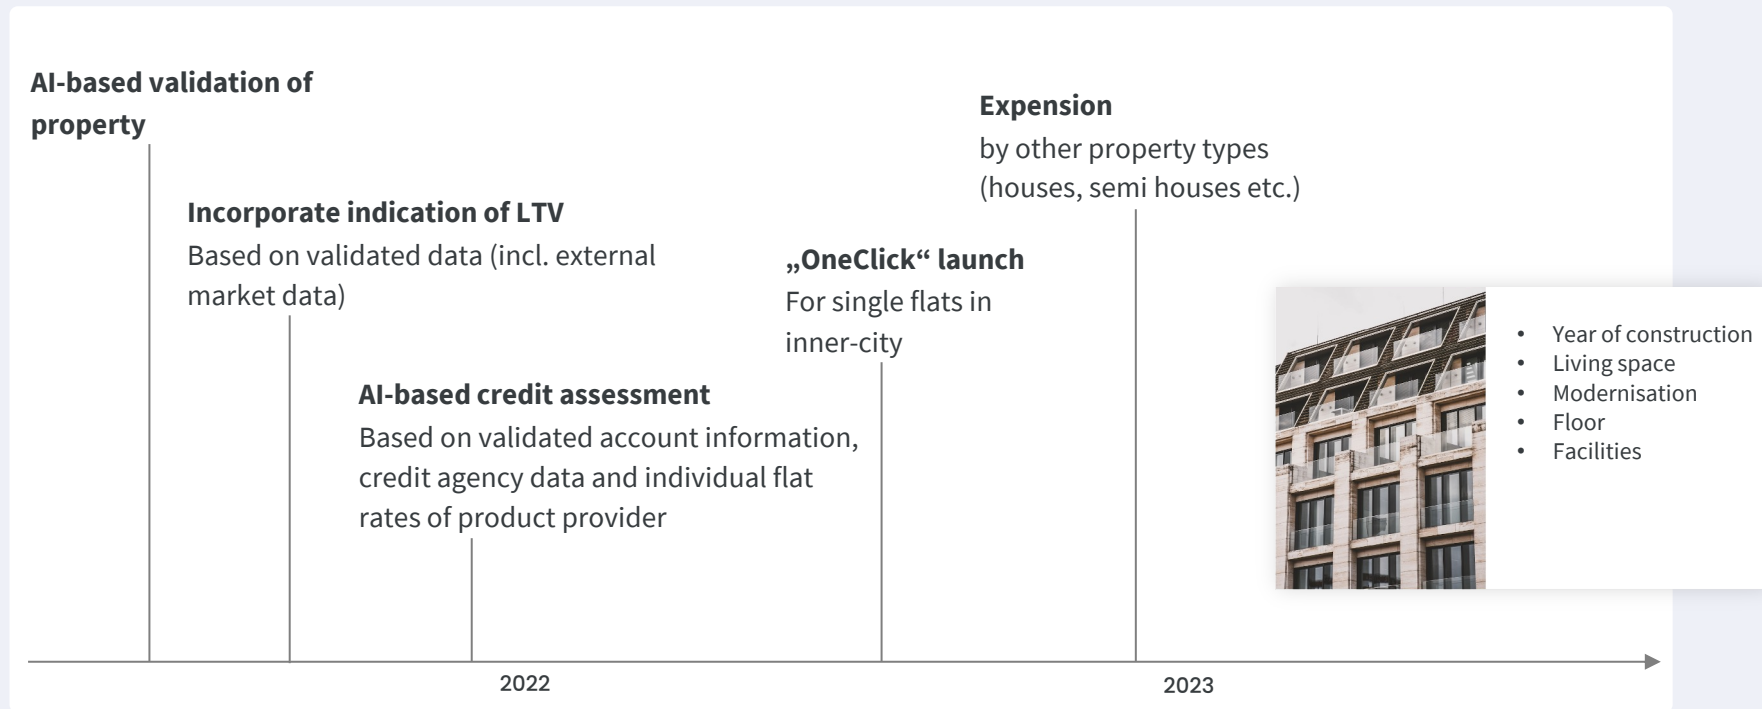 AI-based validation of
property
Incorporate indication of LTV
Based on validated data (incl. external
market data)
AI-based credit assessment
Based on validated account information,
credit agency data and individual flat
rates of product provider
„OneClick“ launch
For single flats in
inner-city
Expension
by other property types
(houses, semi houses etc.)
• Year of construction
• Living space
• Modernisation
• Floor
• Facilities
2022
2023